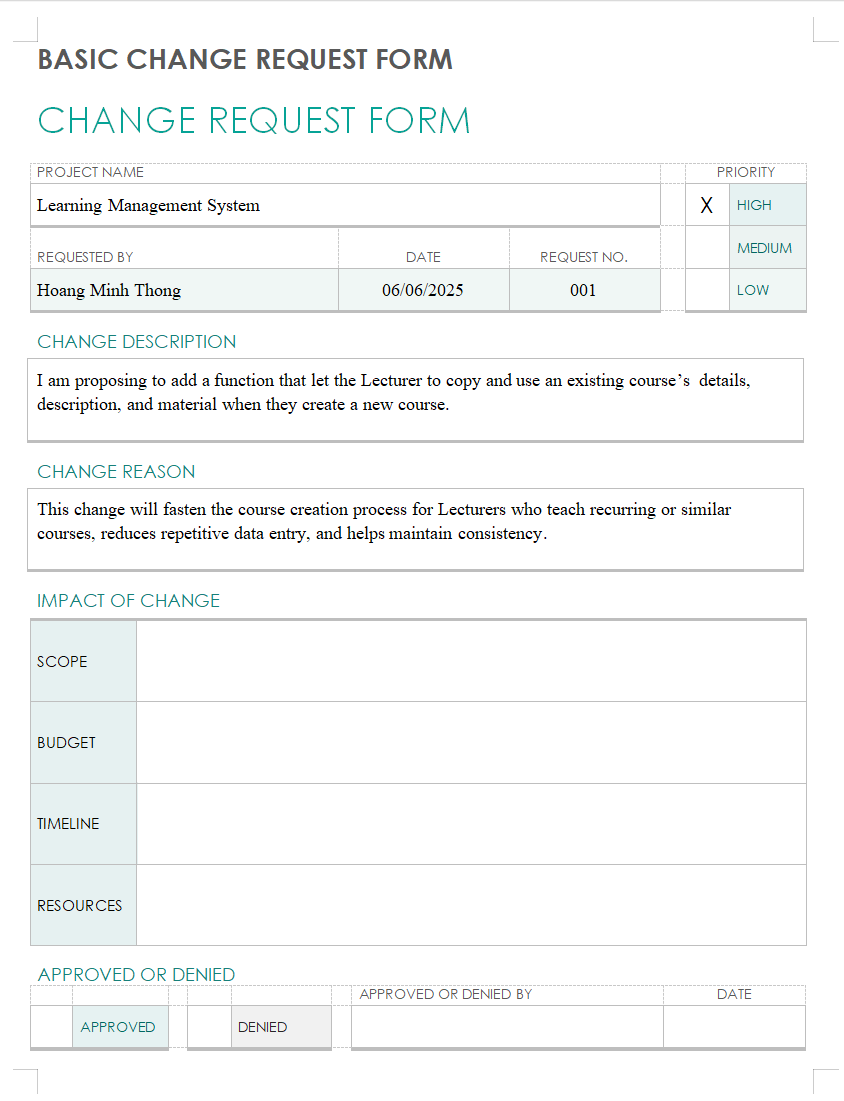 BASIC CHANGE REQUEST FORM
CHANGE REQUEST FORM
PROJECT NAME
PRIORITY
Learning Management System
X HIGH
MEDIUM
REQUESTED BY DATE REQUEST NO.
Hoang Minh Thong 06/06/2025 001
LOW
CHANGE DESCRIPTION
I am proposing to add a function that let the Lecturer to copy and use an existing course’s details,
description, and material when they create a new course.
CHANGE REASON
This change will fasten the course creation process for Lecturers who teach recurring or similar
courses, reduces repetitive data entry, and helps maintain consistency.
IMPACT OF CHANGE
SCOPE
BUDGET
TIMELINE
RESOURCES
APPROVED OR DENIED
APPROVED OR DENIED BY DATE
APPROVED DENIED